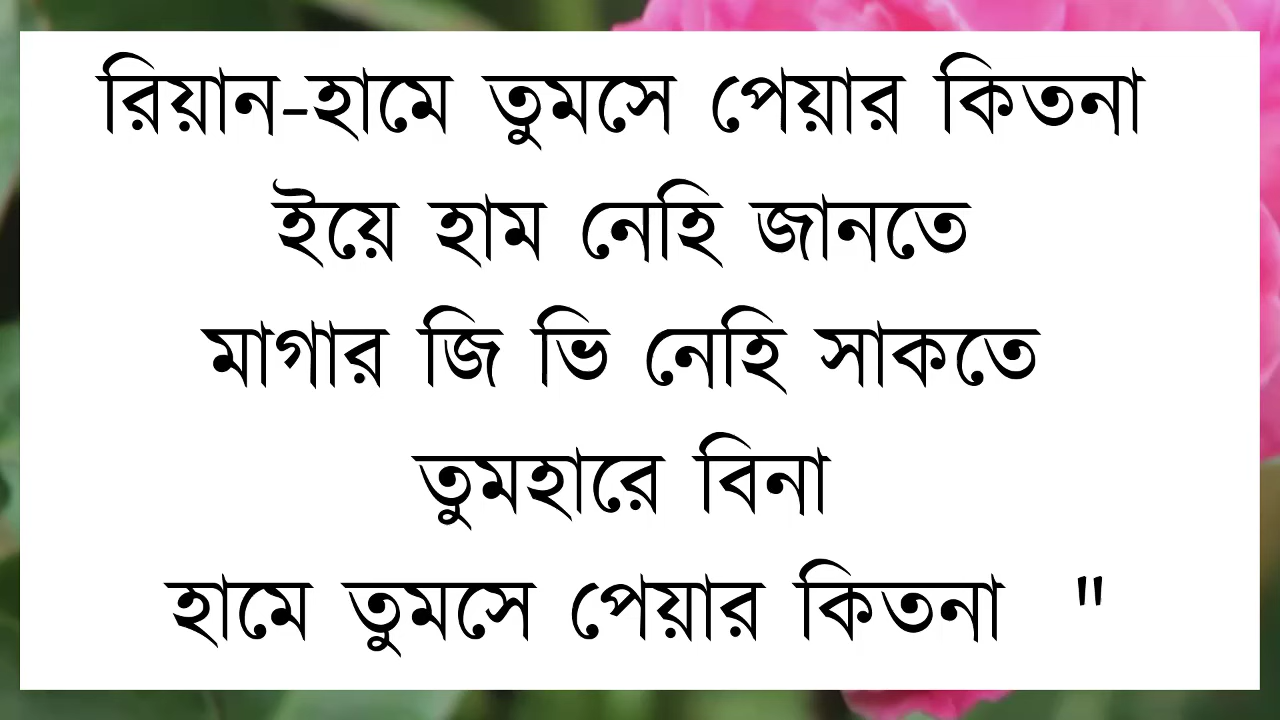 রিয়ান-হামে তুমসে পেয়ার কিতনা
ইয়ে হাম নেহি জানতে
মাগার জি ভি নেহি সাকতে
তুমহারে বিনা
হামে তুমসে পেয়ার কিতনা "